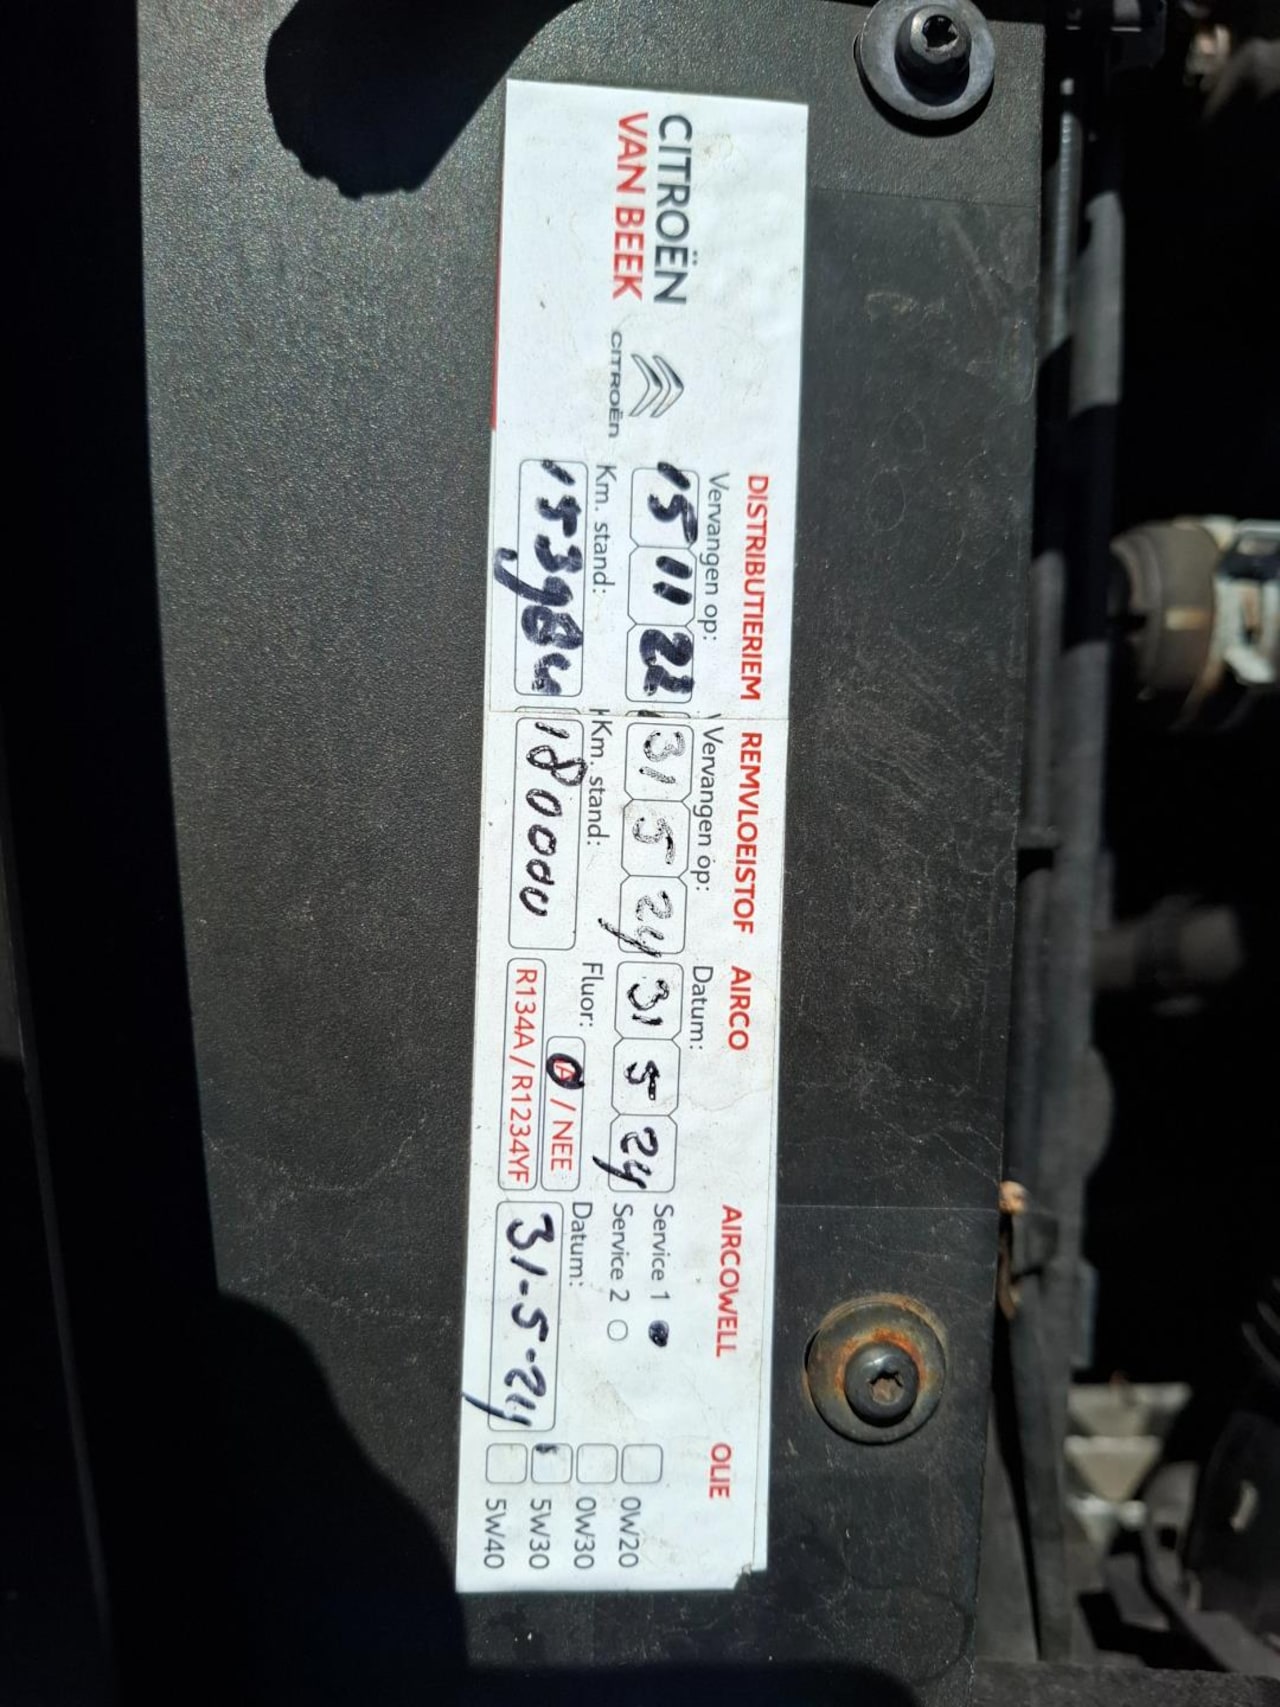 CITROËN
VAN BEEK
CITROËN
DISTRIBUTIERIEM
Vervangen op:
15 11 22
Km. stand:
REMVLOEISTOF
Vervangen op:
31 5 24
Km. stand:
180000
AIRCO
Datum:
31 5 24
Fluor: JA / NEE
R134A / R1234YF
AIRCOWELL
Service 1
Service 2
Datum:
31-5-24
OLIE
0W20
0W30
5W30
5W40